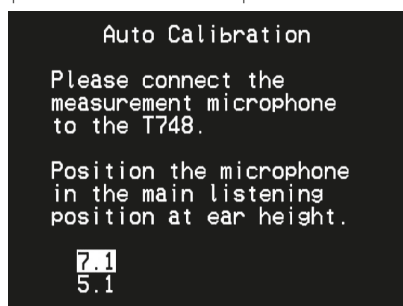 Auto Calibration
Please connect the
measurement microphone
to the T748.
Position the microphone
in the main listening
position at ear height.
7.1
5.1